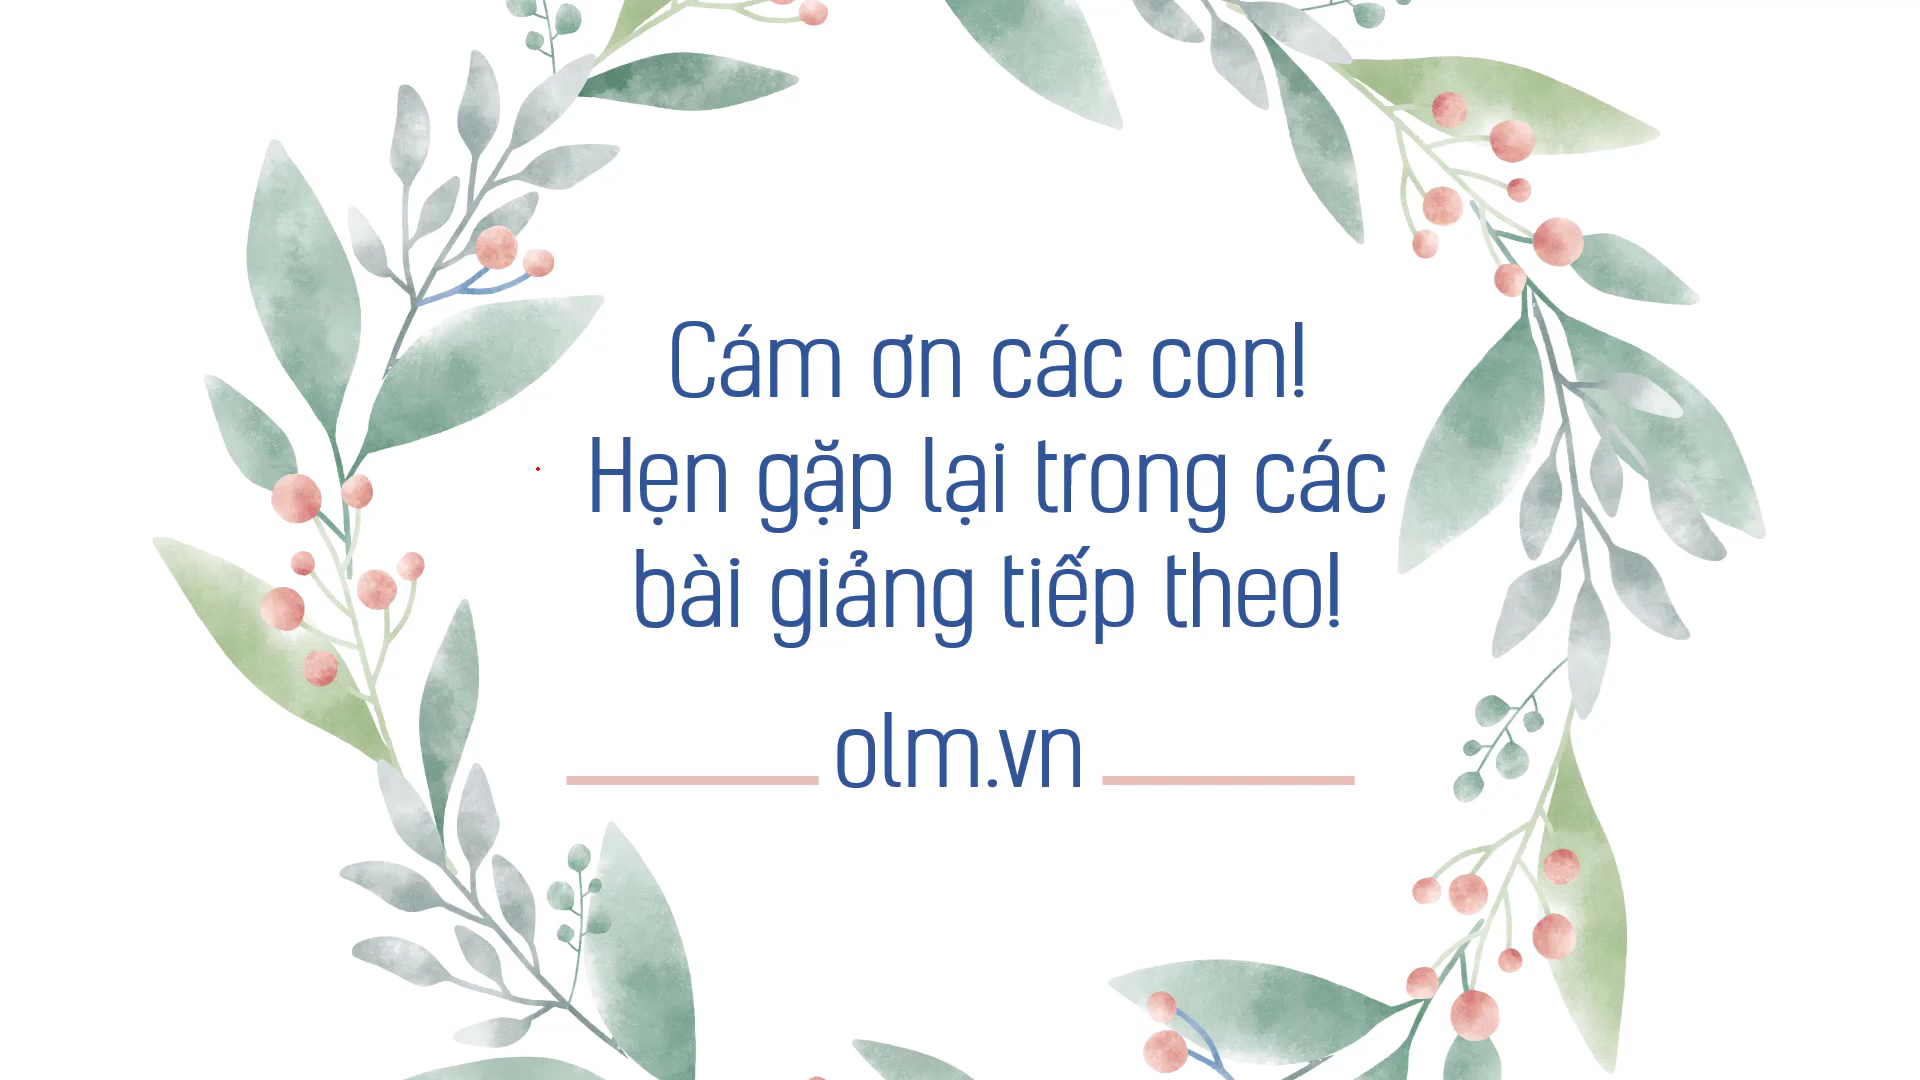 Cám ơn các con!
Hẹn gặp lại trong các
bài giảng tiếp theo!
olm.vn